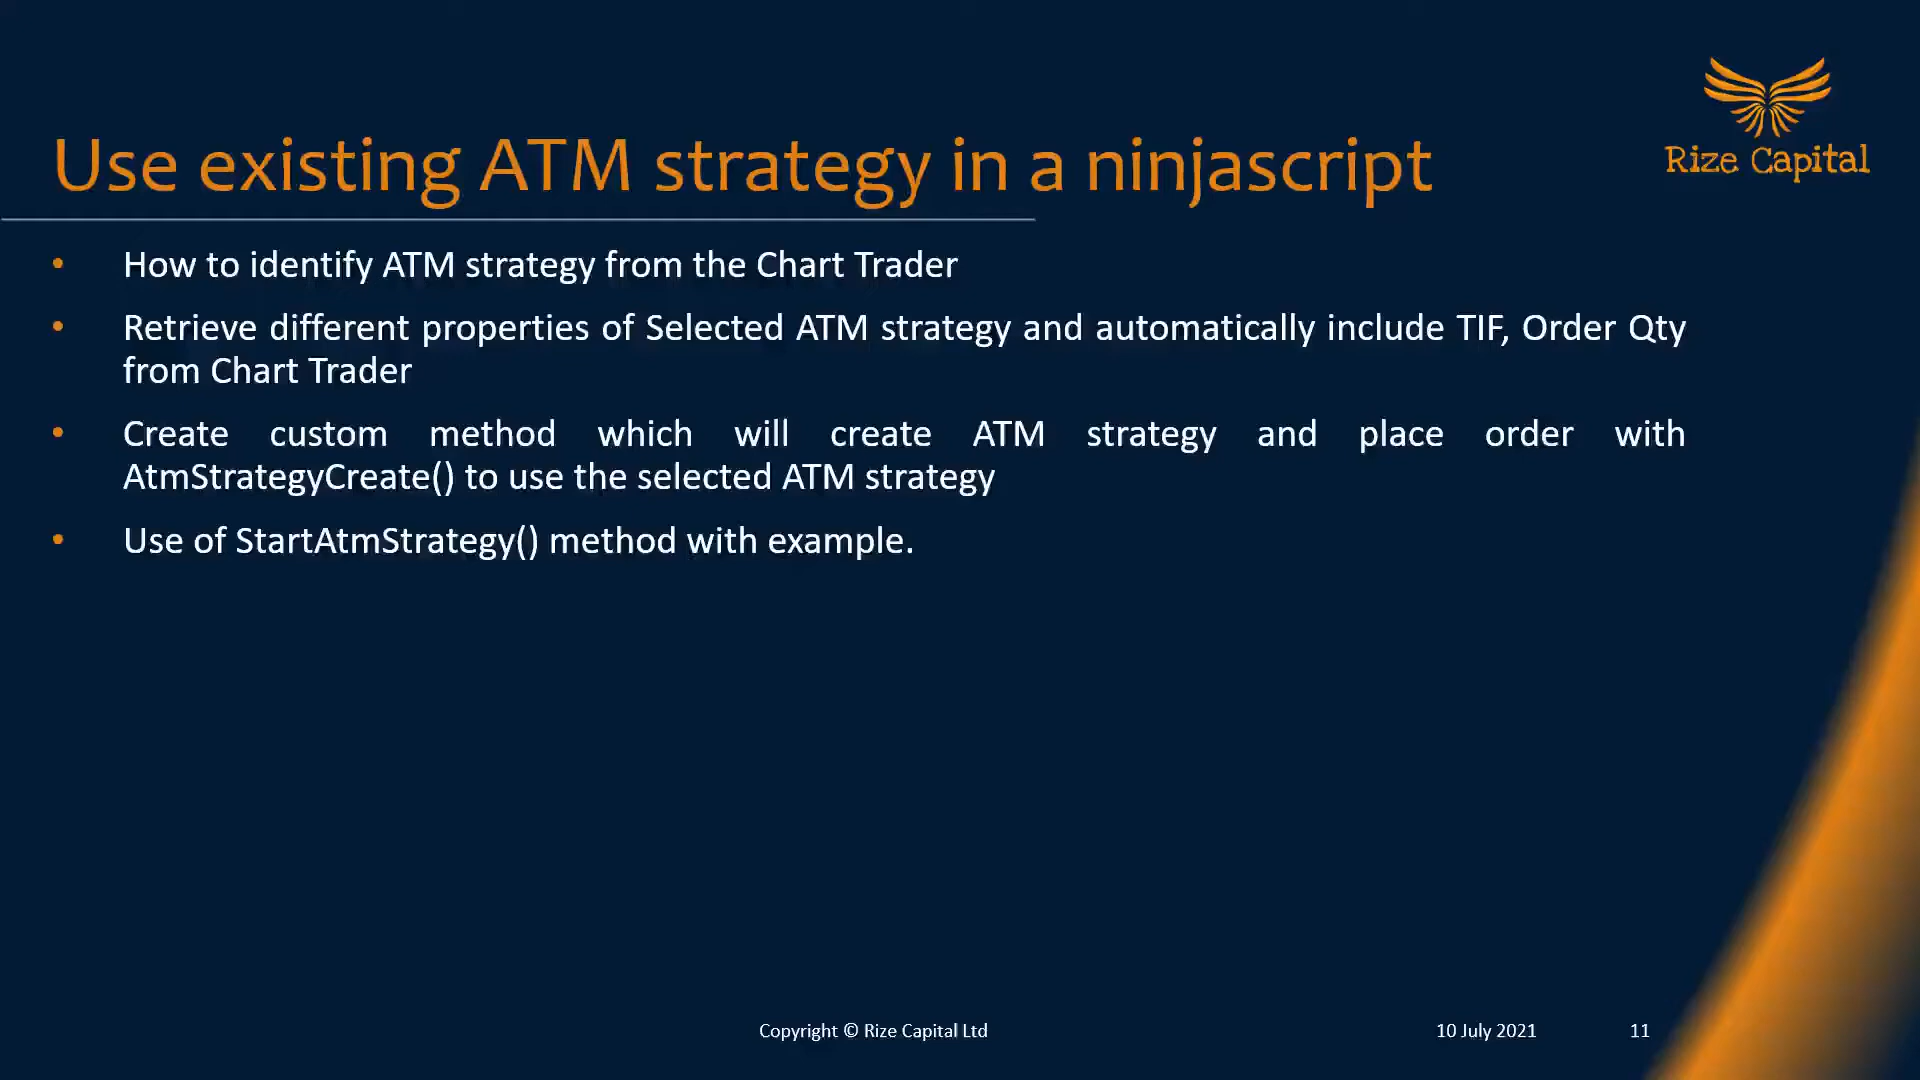 Rize Capital
Use existing ATM strategy in a ninjascript
• How to identify ATM strategy from the Chart Trader
• Retrieve different properties of Selected ATM strategy and automatically include TIF, Order Qty
from Chart Trader
• Create custom method which will create ATM strategy and place order with
AtmStrategyCreate() to use the selected ATM strategy
• Use of StartAtmStrategy() method with example.
Copyright © Rize Capital Ltd
10 July 2021
11